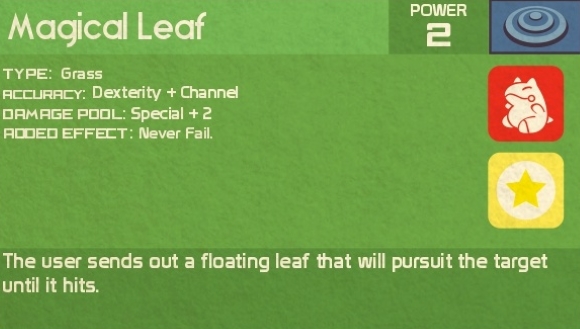 Magical Leaf
POWER
2
TYPE: Grass
ACCURACY: Dexterity + Channel
DAMAGE POOL: Special + 2
ADDED EFFECT: Never Fail.
The user sends out a floating leaf that will pursuit the target
until it hits.